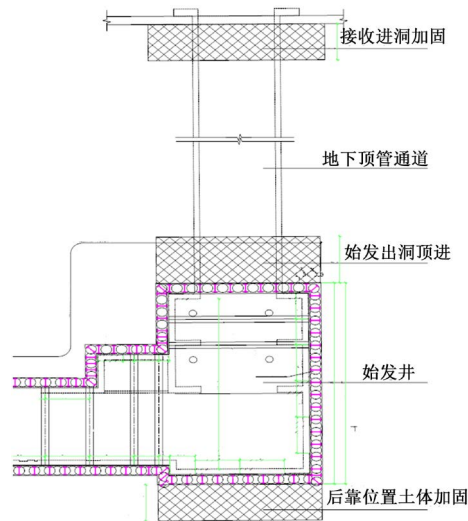 接收进洞加固
地下顶管通道
始发出洞顶进
始发井
后靠位置土体加固